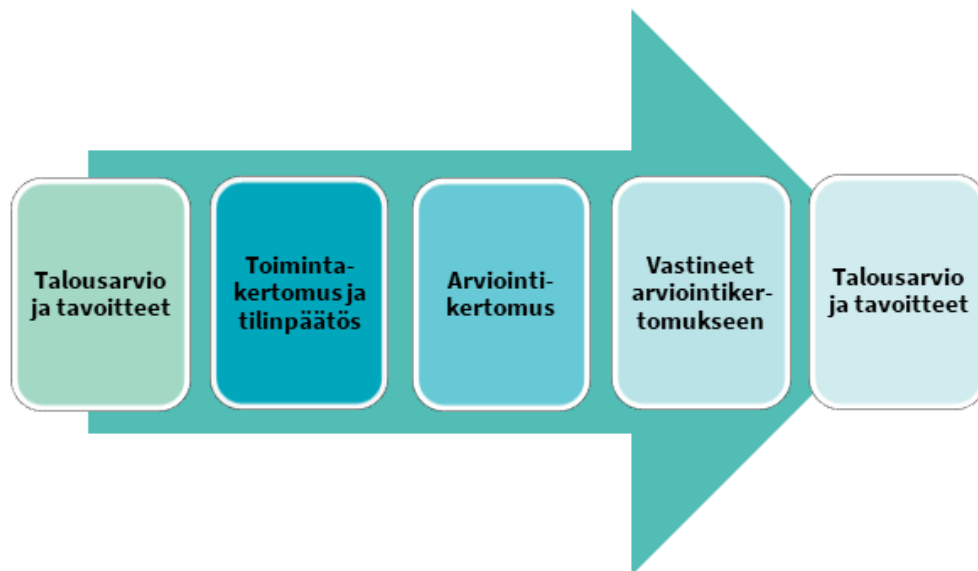 Talousarvio
ja tavoitteet
Toiminta-
kertomus ja
tilinpäätös
Arviointi-
kertomus
Vastineet
arviointiker-
tomukseen
Talousarvio
ja tavoitteet